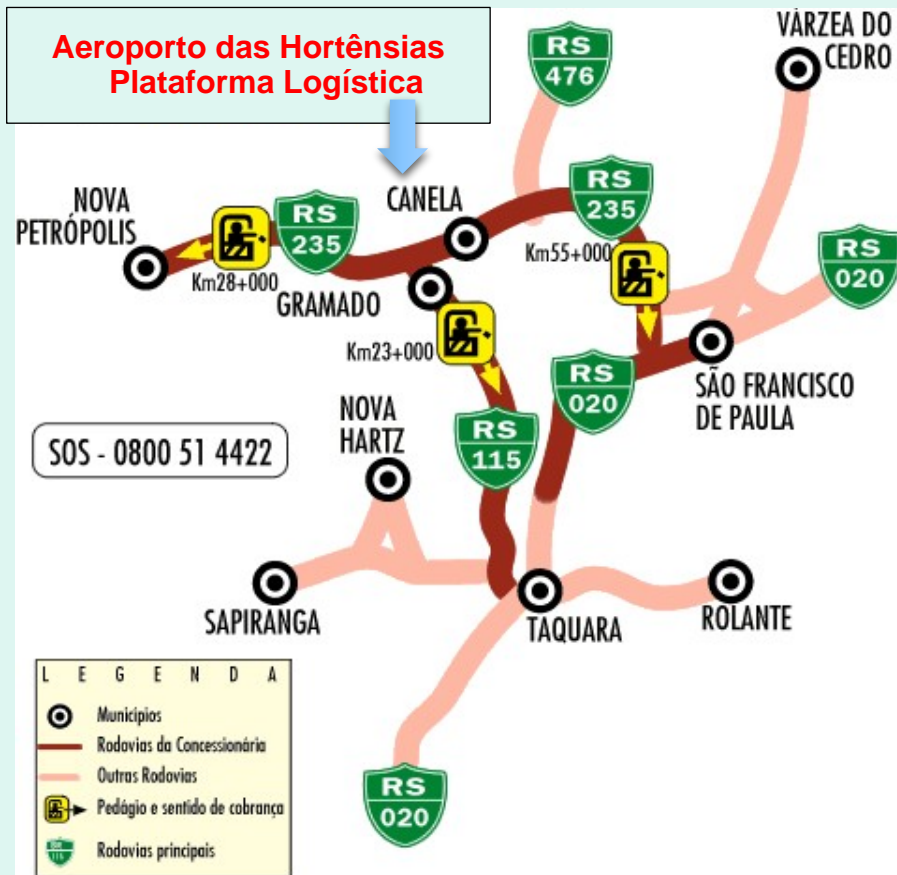 Aeroporto das Hortênsias
Plataforma Logística
RS
476
VÁRZEA DO
CEDRO
NOVA
PETRÓPOLIS
RS
235
CANELA
RS
235
Km28+000
GRAMADO
Km55+000
RS
020
Km23+000
RS
020
SÃO FRANCISCO
DE PAULA
NOVA
HARTZ
RS
115
SOS - 0800 51 4422
SAPIRANGA
TAQUARA
ROLANTE
LEGENDA
Municípios
Rodovias da Concessionária
Outras Rodovias
Pedágio e sentido de cobrança
Rodovias principais
RS
020